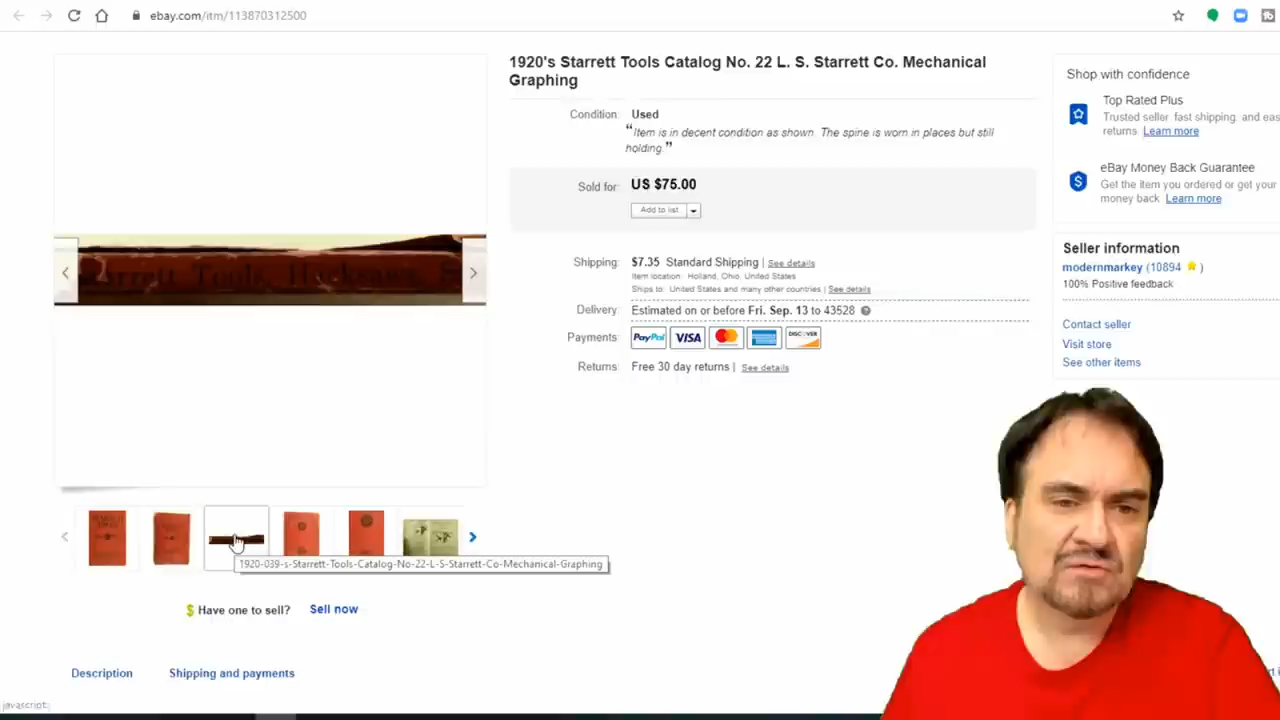 ebay.com/itm/113870312500
1920's Starrett Tools Catalog No. 22 L. S. Starrett Co. Mechanical
Graphing
Condition: Used
"Item is in decent condition as shown. The spine is worn in places but still
holding."
Sold for: US $75.00
Add to list
Shipping: $7.35 Standard Shipping | See details
Item location: Holland, Ohio, United States
Ships to: United States and many other countries | See details
Delivery: Estimated on or before Fri. Sep. 13 to 43528
Payments: PayPal VISA MasterCard DISCOVER
Returns: Free 30 day returns | See details
Shop with confidence
Top Rated Plus
Trusted seller, fast shipping, and eas
returns. Learn more
eBay Money Back Guarantee
Get the item you ordered or get your
money back. Learn more
Seller information
modernmarkey (10894 )
100% Positive feedback
Contact seller
Visit store
See other items
Starrett Tools, Hacksaws, S
1920-039-s-Starrett-Tools-Catalog-No-22-L-S-Starrett-Co-Mechanical-Graphing
$ Have one to sell? Sell now
Description Shipping and payments
javascript: